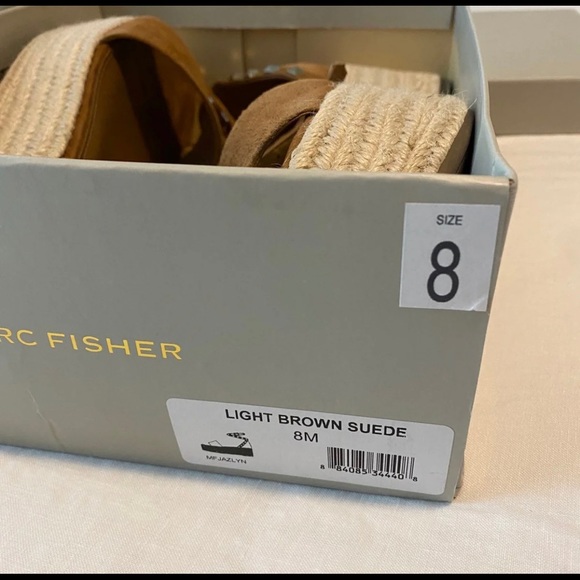 SIZE
8
RC FISHER
LIGHT BROWN SUEDE
8M
MFJAZLYN
8 84085 34440 8